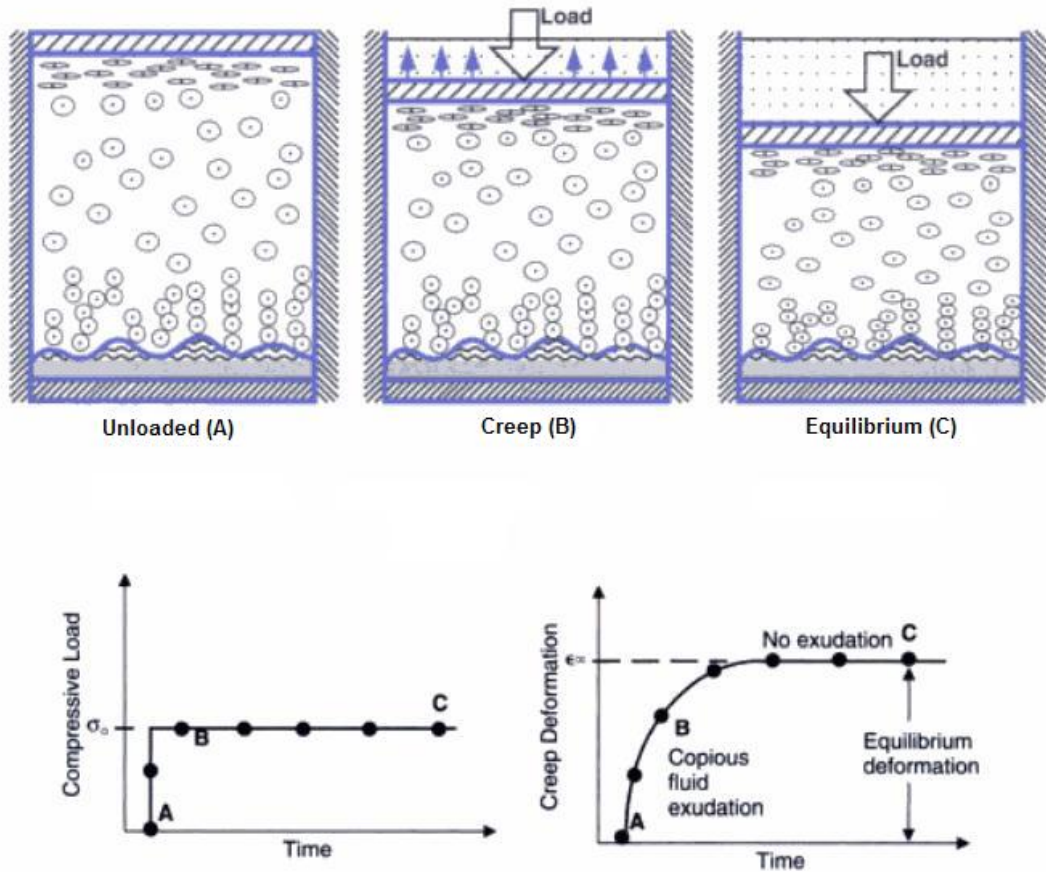 Load
Load
Unloaded (A)
Creep (B)
Equilibrium (C)
Compressive Load
σₒ
A
B
C
Time
Creep Deformation
ϵ∞
A
B
Copious
fluid
exudation
No exudation
C
Equilibrium
deformation
Time